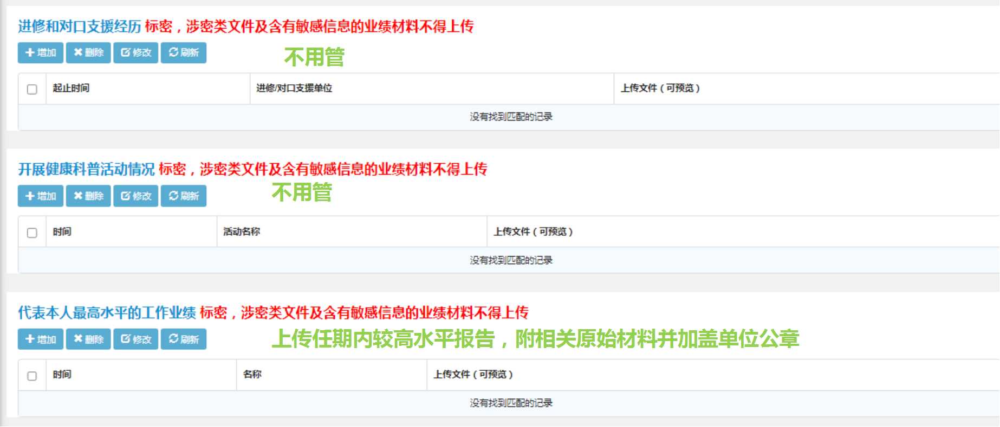 进修和对口支援经历 标密，涉密类文件及含有敏感信息的业绩材料不得上传
增加 删除 修改 刷新
不用管
起止时间 进修/对口支援单位 上传文件（可预览）
没有找到匹配的记录
开展健康科普活动情况 标密，涉密类文件及含有敏感信息的业绩材料不得上传
不用管
增加 删除 修改 刷新
时间 活动名称 上传文件（可预览）
没有找到匹配的记录
代表本人最高水平的工作业绩 标密，涉密类文件及含有敏感信息的业绩材料不得上传
增加 删除 修改 刷新
上传任期内较高水平报告，附相关原始材料并加盖单位公章
时间 名称 上传文件（可预览）
没有找到匹配的记录